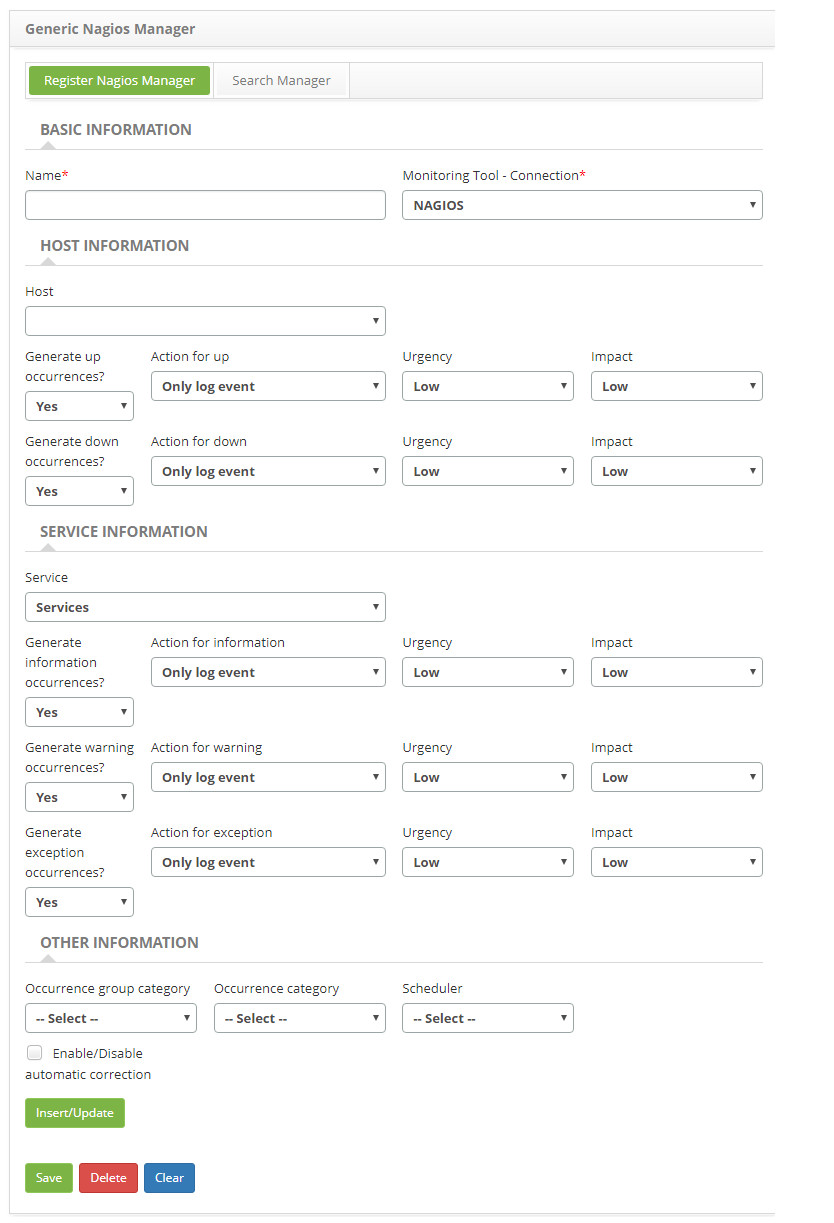 Generic Nagios Manager
Register Nagios Manager Search Manager
BASIC INFORMATION
Name* Monitoring Tool - Connection*
NAGIOS
HOST INFORMATION
Host
Generate up occurrences? Action for up Urgency Impact
Yes Only log event Low Low
Generate down occurrences? Action for down Urgency Impact
Yes Only log event Low Low
SERVICE INFORMATION
Service
Services
Generate information occurrences? Action for information Urgency Impact
Yes Only log event Low Low
Generate warning occurrences? Action for warning Urgency Impact
Yes Only log event Low Low
Generate exception occurrences? Action for exception Urgency Impact
Yes Only log event Low Low
OTHER INFORMATION
Occurrence group category Occurrence category Scheduler
-- Select -- -- Select -- -- Select --
Enable/Disable
automatic correction
Insert/Update
Save Delete Clear